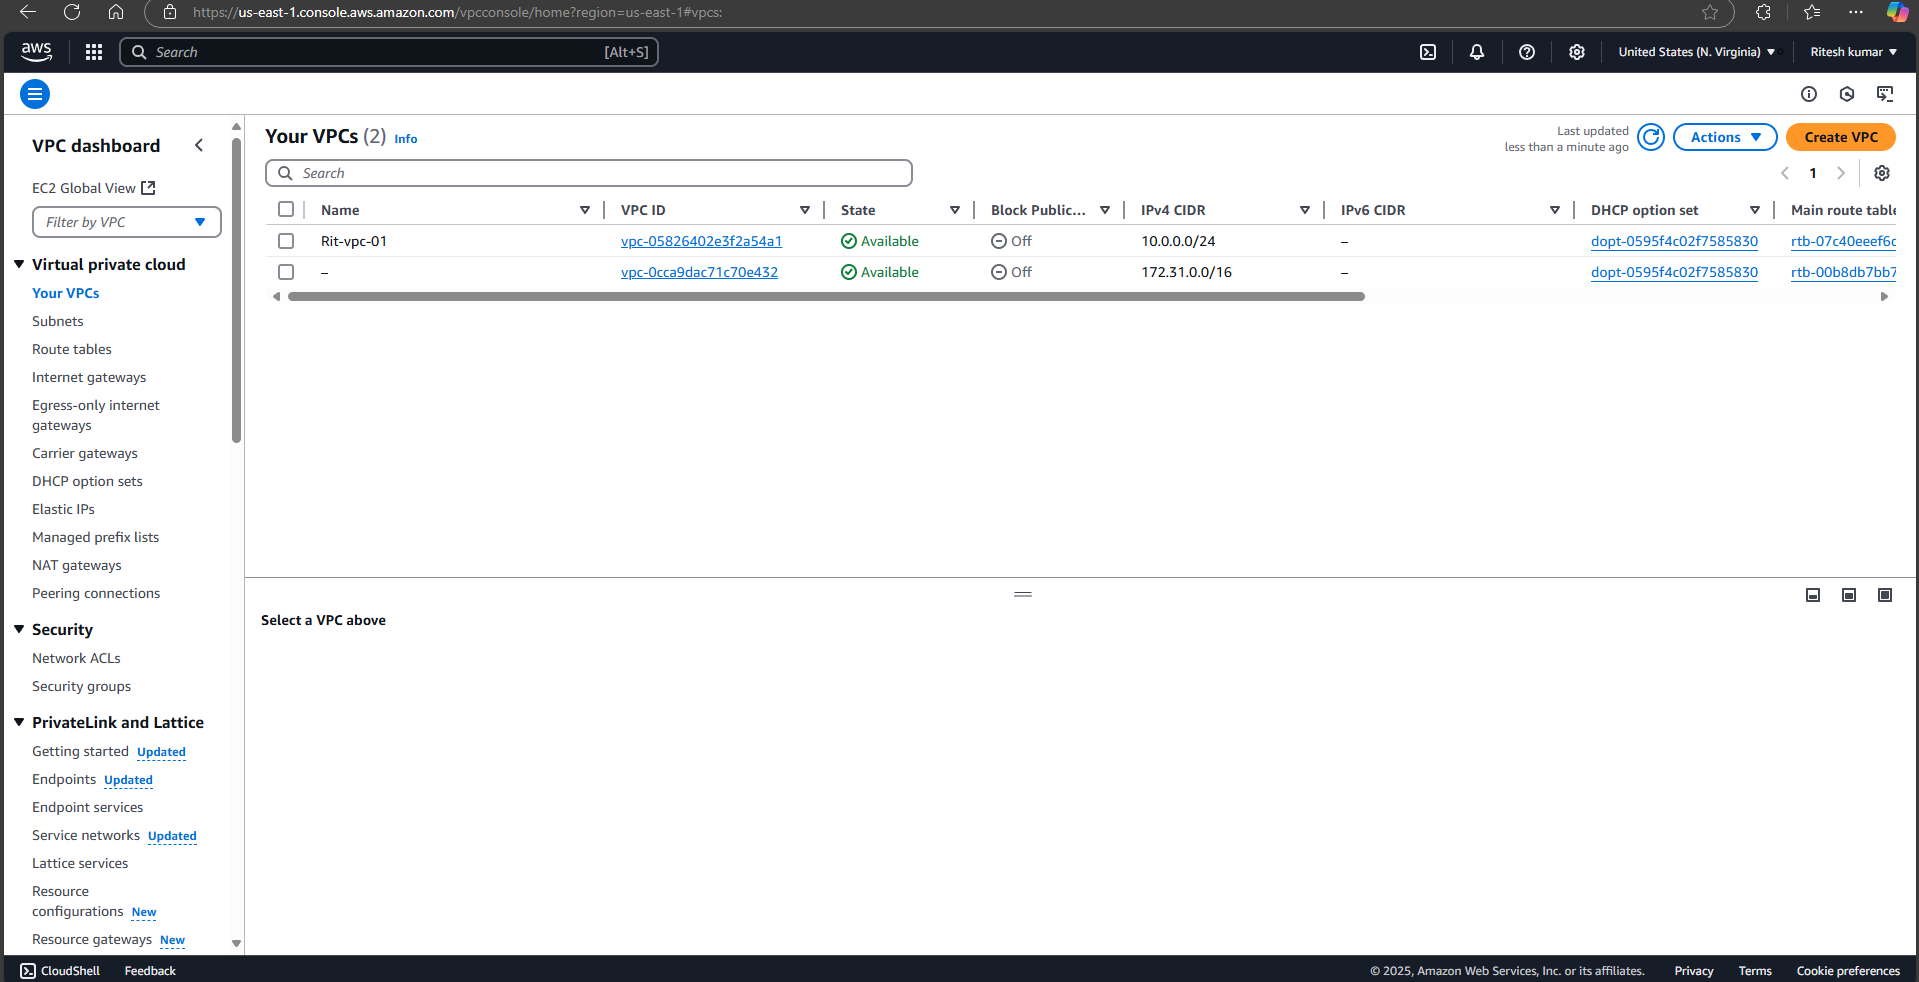 https://us-east-1.console.aws.amazon.com/vpcconsole/home?region=us-east-1#vpcs:
aws
Search
[Alt+S]
United States (N. Virginia)
Ritesh kumar
VPC dashboard
EC2 Global View
Filter by VPC
Virtual private cloud
Your VPCs
Subnets
Route tables
Internet gateways
Egress-only internet
gateways
Carrier gateways
DHCP option sets
Elastic IPs
Managed prefix lists
NAT gateways
Peering connections
Security
Network ACLs
Security groups
PrivateLink and Lattice
Getting started Updated
Endpoints Updated
Endpoint services
Service networks Updated
Lattice services
Resource
configurations New
Resource gateways New
Your VPCs (2) Info
Last updated
less than a minute ago
Actions
Create VPC
Search
1
Name VPC ID State Block Public... IPv4 CIDR IPv6 CIDR DHCP option set Main route table
Rit-vpc-01 vpc-05826402e3f2a54a1 Available Off 10.0.0.0/24 – dopt-0595f4c02f7585830 rtb-07c40eeef6c
– vpc-0cca9dac71c70e432 Available Off 172.31.0.0/16 – dopt-0595f4c02f7585830 rtb-00b8db7bb7
Select a VPC above
CloudShell Feedback © 2025, Amazon Web Services, Inc. or its affiliates. Privacy Terms Cookie preferences